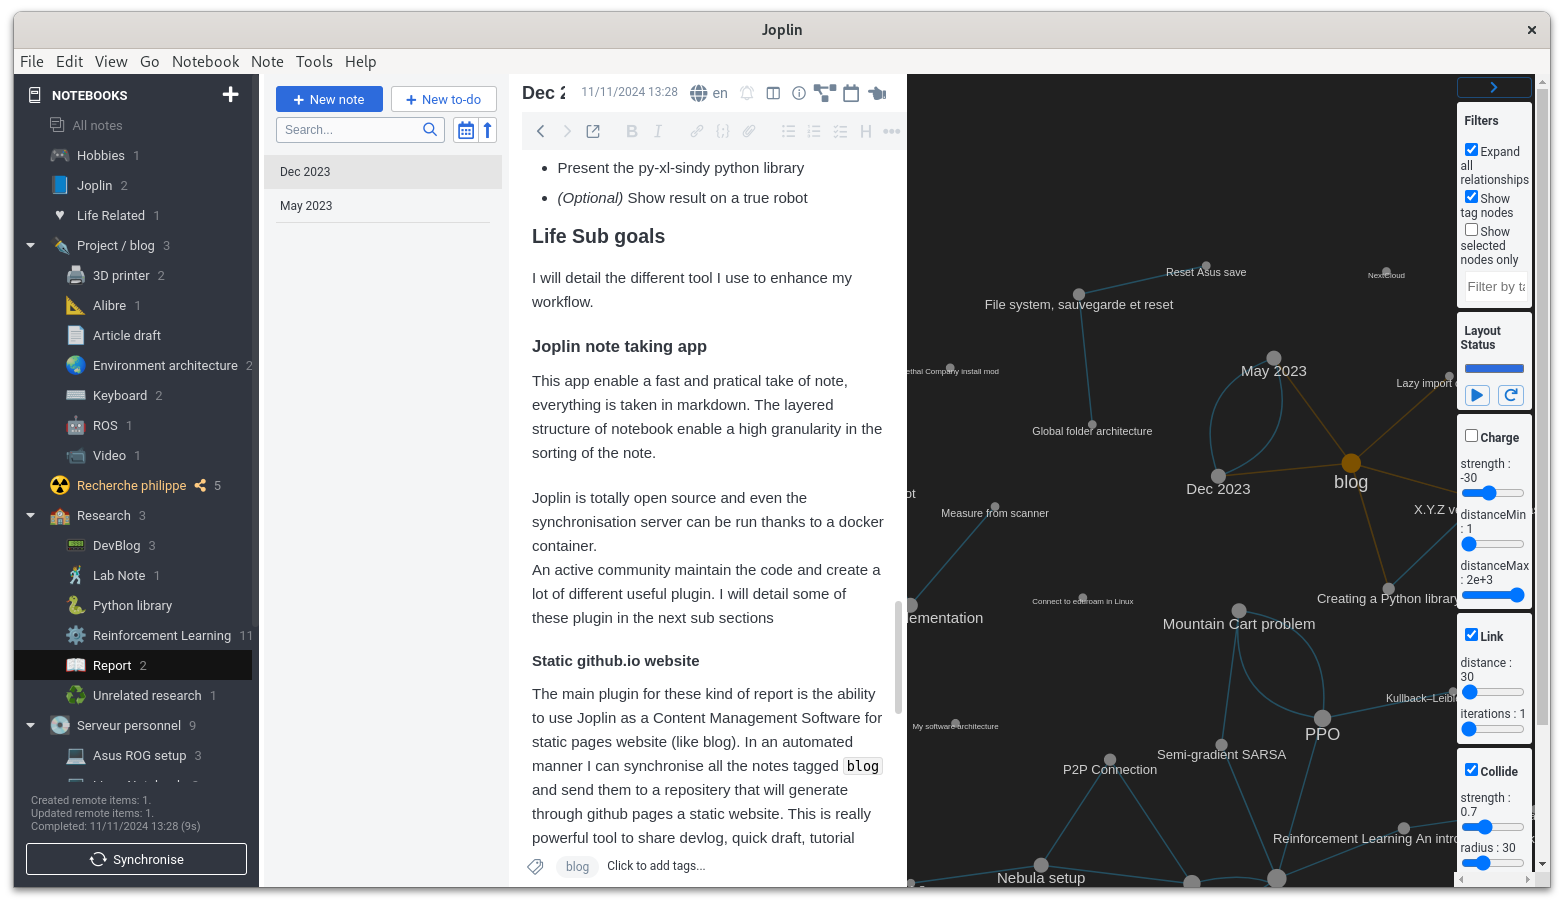 Joplin
File Edit View Go Notebook Note Tools Help
NOTEBOOKS
All notes
Hobbies 1
Joplin 2
Life Related 1
Project / blog 3
3D printer 2
Alibre 1
Article draft
Environment architecture 2
Keyboard 2
ROS 1
Video 1
Recherche philippe 5
Research 3
DevBlog 3
Lab Note 1
Python library
Reinforcement Learning 11
Report 2
Unrelated research 1
Serveur personnel 9
Asus ROG setup 3
Created remote items: 1.
Updated remote items: 1.
Completed: 11/11/2024 13:28 (9s)
Synchronise
+ New note
+ New to-do
Search...
Dec 2023
May 2023
Dec 2
11/11/2024 13:28
en
• Present the py-xl-sindy python library
• (Optional) Show result on a true robot
Life Sub goals
I will detail the different tool I use to enhance my
workflow.
Joplin note taking app
This app enable a fast and pratical take of note,
everything is taken in markdown. The layered
structure of notebook enable a high granularity in the
sorting of the note.
Joplin is totally open source and even the
synchronisation server can be run thanks to a docker
container.
An active community maintain the code and create a
lot of different useful plugin. I will detail some of
these plugin in the next sub sections
Static github.io website
The main plugin for these kind of report is the ability
to use Joplin as a Content Management Software for
static pages website (like blog). In an automated
manner I can synchronise all the notes tagged blog
and send them to a repositery that will generate
through github pages a static website. This is really
powerful tool to share devlog, quick draft, tutorial
blog
Click to add tags...
Reset Asus save
NextCloud
File system, sauvegarde et reset
May 2023
ethal Company install mod
Lazy import
Global folder architecture
blog
Dec 2023
ot
Measure from scanner
X.Y.Z
Connect to eduroam in Linux
Creating a Python library
ementation
Mountain Cart problem
Kullback–Leib
My software architecture
PPO
Semi-gradient SARSA
P2P Connection
Reinforcement Learning An intro
Nebula setup
Filters
Expand
all
relationships
Show
tag nodes
Show
selected
nodes only
Filter by ta
Layout
Status
Charge
strength :
-30
distanceMin
: 1
distanceMax
: 2e+3
Link
distance :
30
iterations : 1
Collide
strength :
0.7
radius : 30